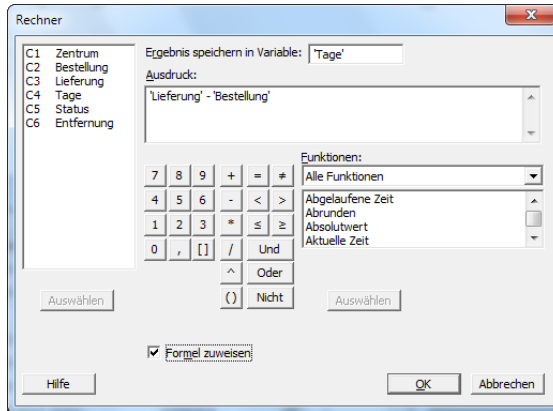 Rechner
C1 Zentrum
C2 Bestellung
C3 Lieferung
C4 Tage
C5 Status
C6 Entfernung
Ergebnis speichern in Variable: 'Tage'
Ausdruck:
'Lieferung' - 'Bestellung'
Funktionen:
Alle Funktionen
Abgelaufene Zeit
Abrunden
Absolutwert
Aktuelle Zeit
7 8 9 + = ≠
4 5 6 - < >
1 2 3 * ≤ ≥
0 , [] / Und
^ Oder
() Nicht
Auswählen
Auswählen
Formel zuweisen
Hilfe
OK
Abbrechen